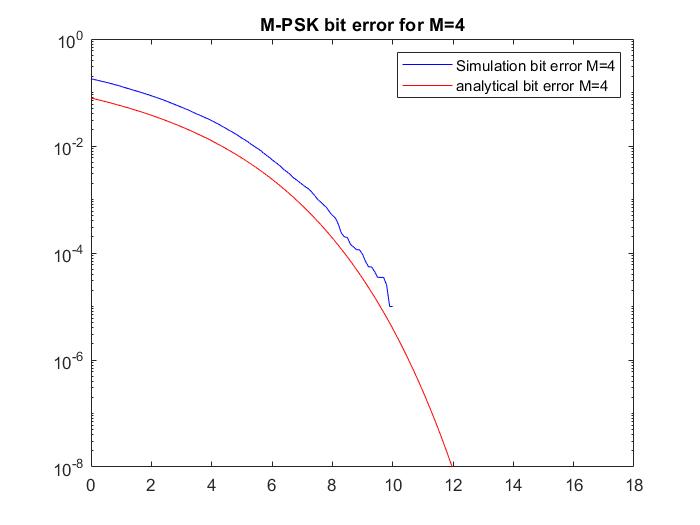 M-PSK bit error for M=4
Simulation bit error M=4
analytical bit error M=4
10^0
10^-2
10^-4
10^-6
10^-8
0 2 4 6 8 10 12 14 16 18